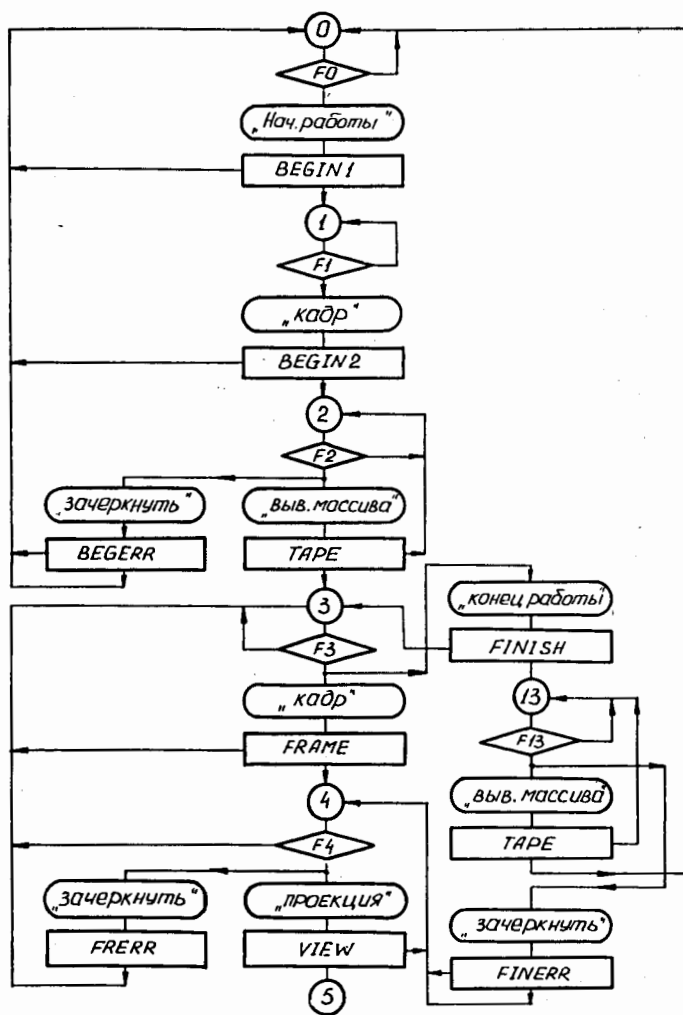 0
F0
„Нач. работы"
BEGIN1
1
F1
„кадр"
BEGIN2
2
F2
„зачеркнуть"
„выв. массива"
BEGERR
TAPE
3
„конец работы"
F3
FINISH
„кадр"
13
F13
FRAME
4
„выв. массива"
F4
TAPE
„зачеркнуть"
„проекция"
„зачеркнуть"
FRERR
VIEW
FINERR
5